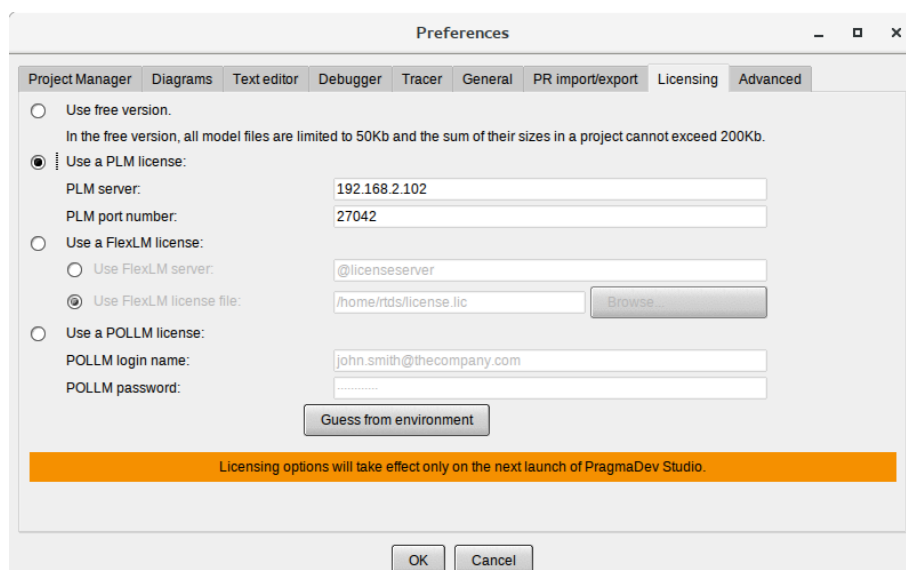 Preferences
Project Manager Diagrams Text editor Debugger Tracer General PR import/export Licensing Advanced
Use free version.
In the free version, all model files are limited to 50Kb and the sum of their sizes in a project cannot exceed 200Kb.
Use a PLM license:
PLM server: 192.168.2.102
PLM port number: 27042
Use a FlexLM license:
Use FlexLM server: @licenseserver
Use FlexLM license file: /home/rtds/license.lic Browse...
Use a POLLM license:
POLLM login name: john.smith@thecompany.com
POLLM password: ............
Guess from environment
Licensing options will take effect only on the next launch of PragmaDev Studio.
OK Cancel